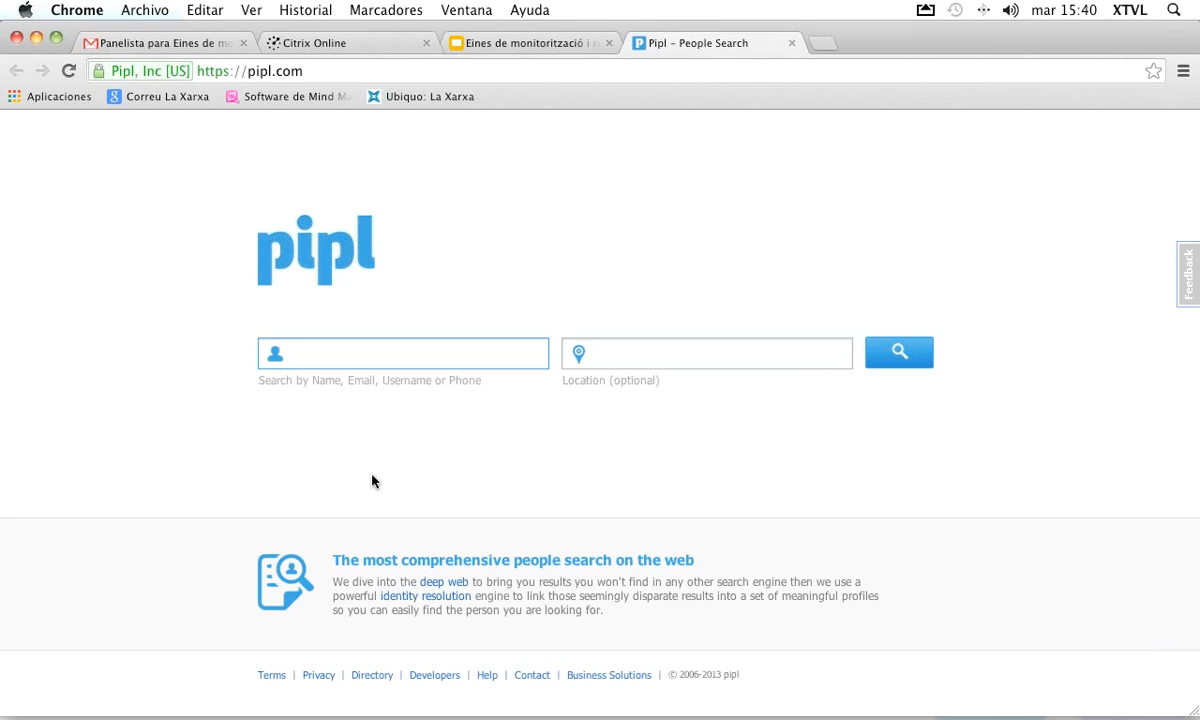 Chrome Archivo Editar Ver Historial Marcadores Ventana Ayuda mar 15:40 XTVL
Panelista para Eines de Citrix Online Eines de monitorització i Pipl – People Search
Pipl, Inc [US] https://pipl.com
Aplicaciones Correu La Xarxa Software de Mind Ubiquo: La Xarxa
pipl
Feedback
Search by Name, Email, Username or Phone Location (optional)
The most comprehensive people search on the web
We dive into the deep web to bring you results you won't find in any other search engine then we use a
powerful identity resolution engine to link those seemingly disparate results into a set of meaningful profiles
so you can easily find the person you are looking for.
Terms | Privacy | Directory | Developers | Help | Contact | Business Solutions | © 2006-2013 pipl